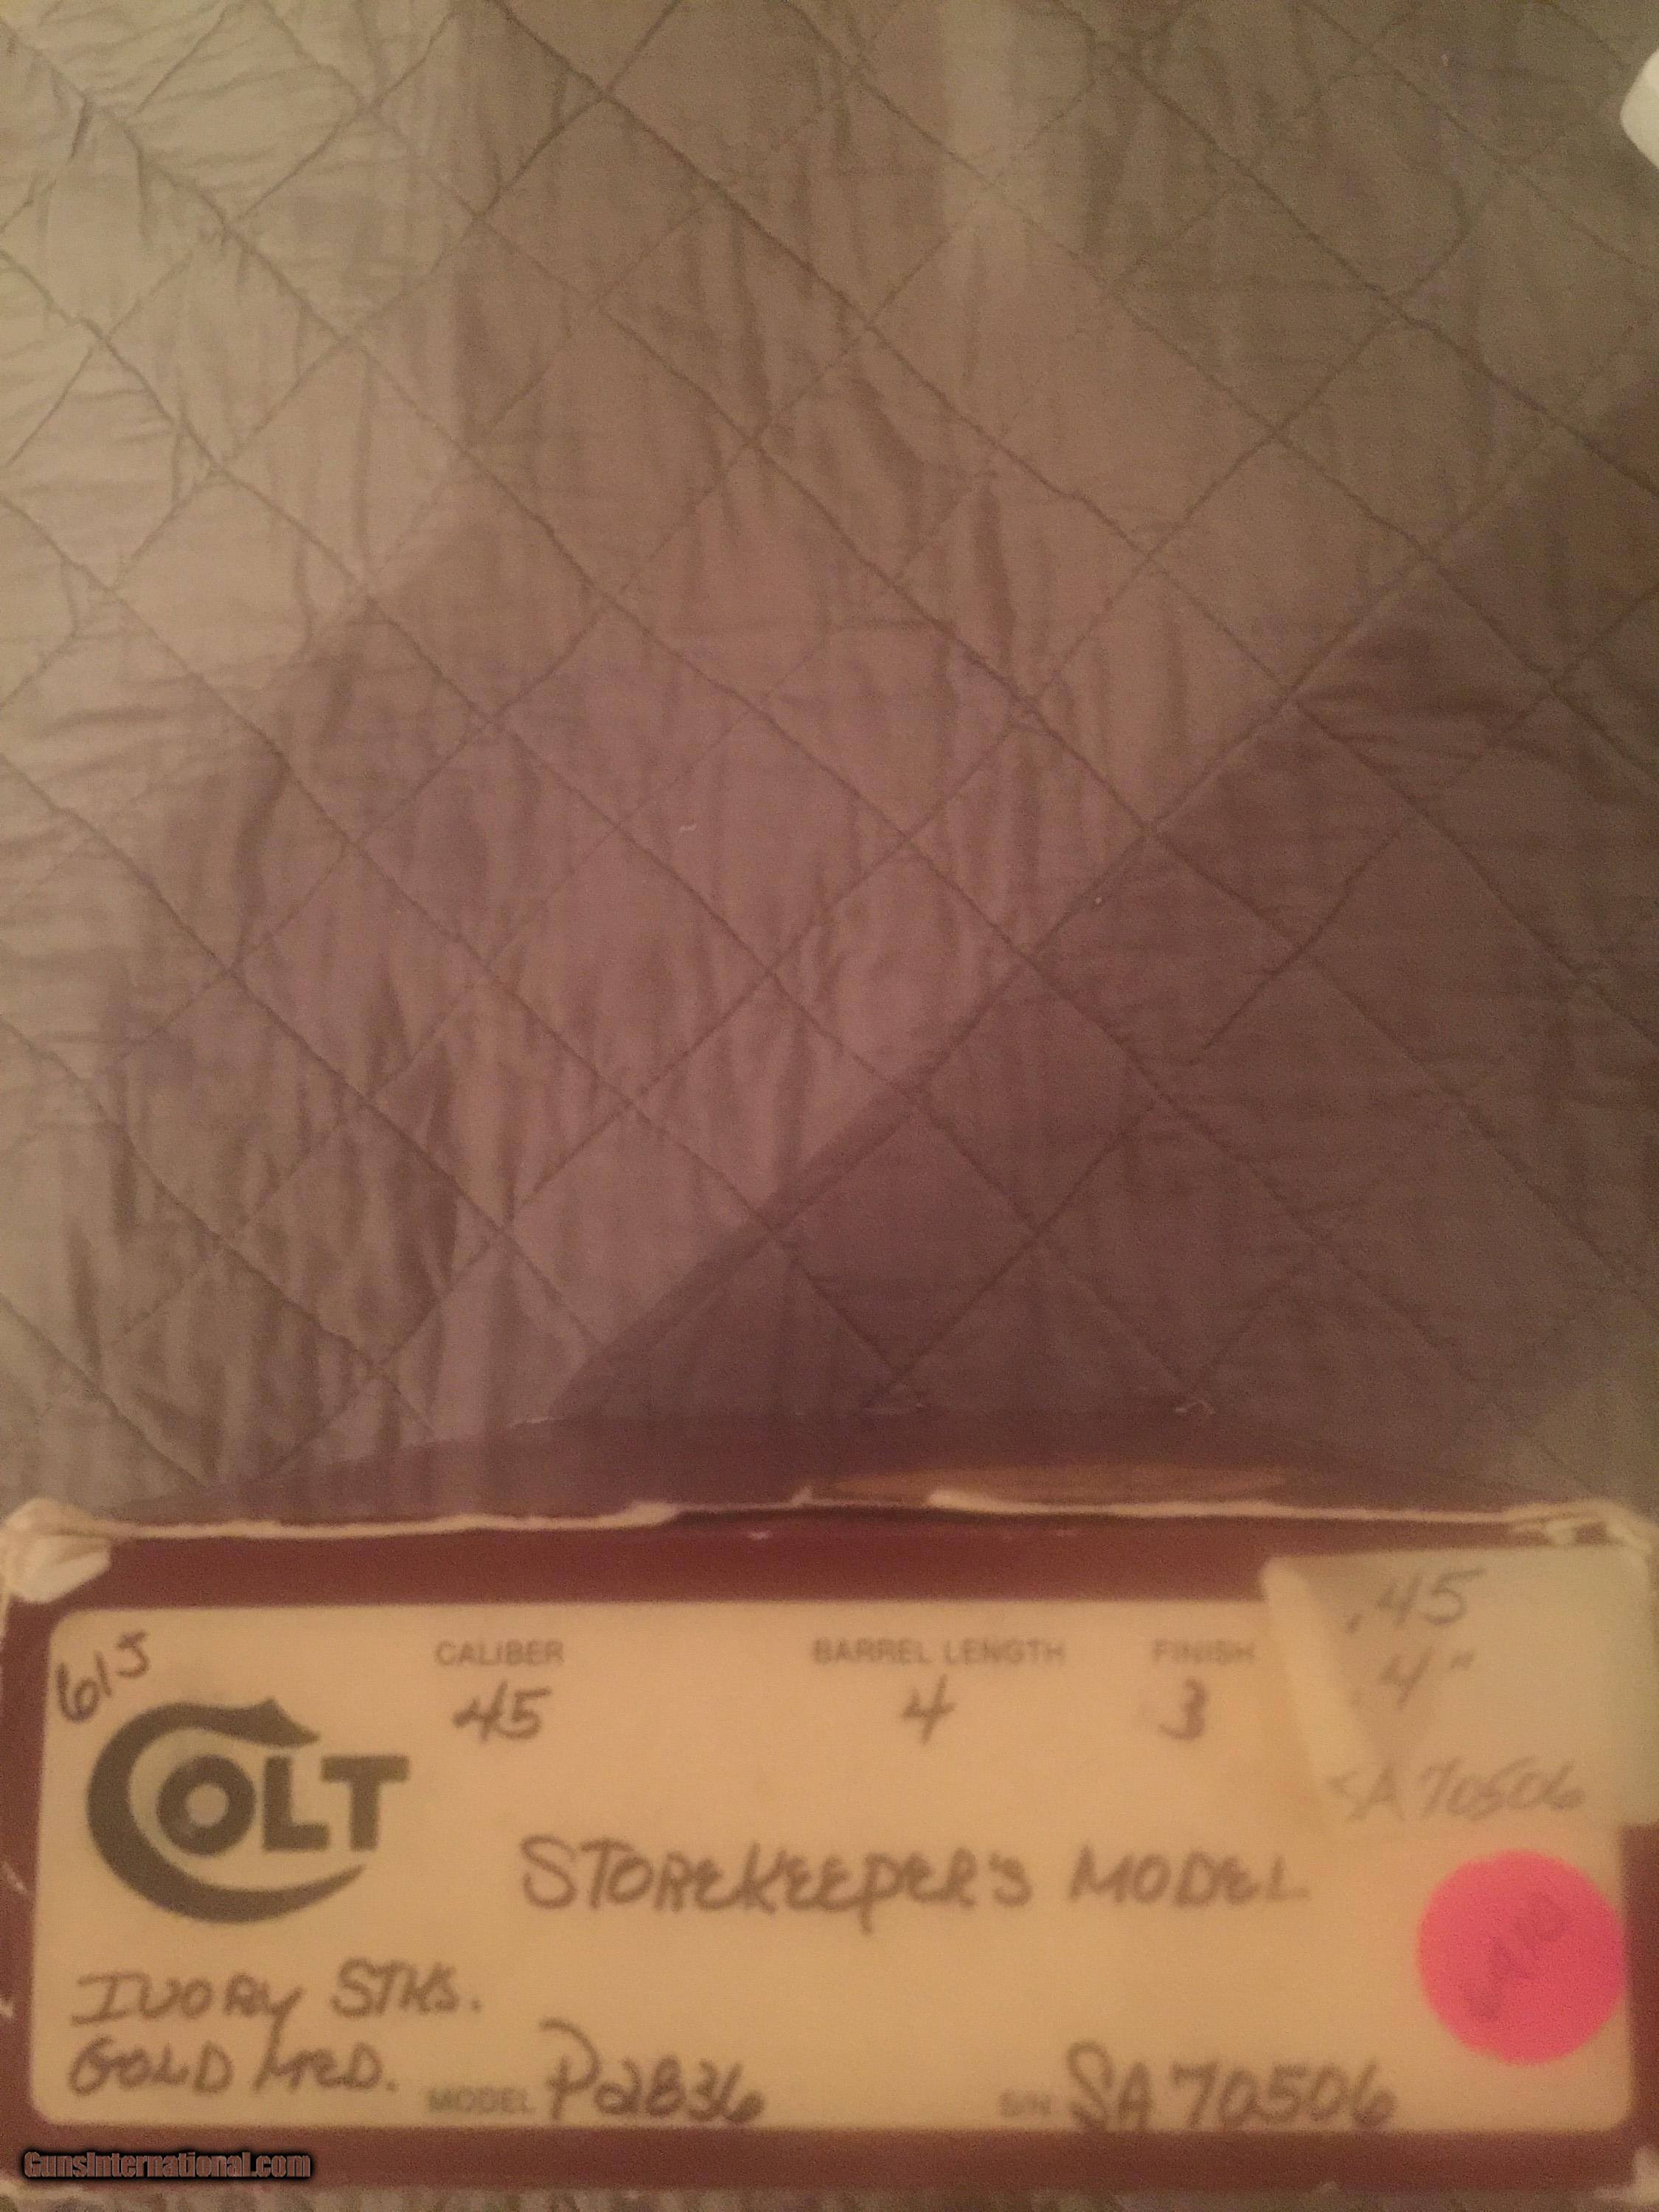 615
COLT
CALIBER BARREL LENGTH FINISH
45 4 3
.45
4"
SA70506
STOREKEEPER'S MODEL
IVORY STKS.
GOLD MED.
MODEL P2836 S/N SA70506
GunsInternational.com